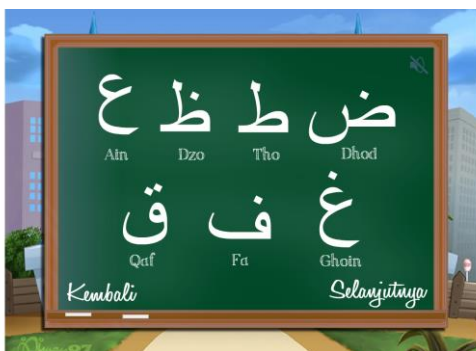 ض ط ظ ع
Ain Dzo Tho Dhod
غ ف ق
Qaf Fa Ghoin
Kembali Selanjutnya